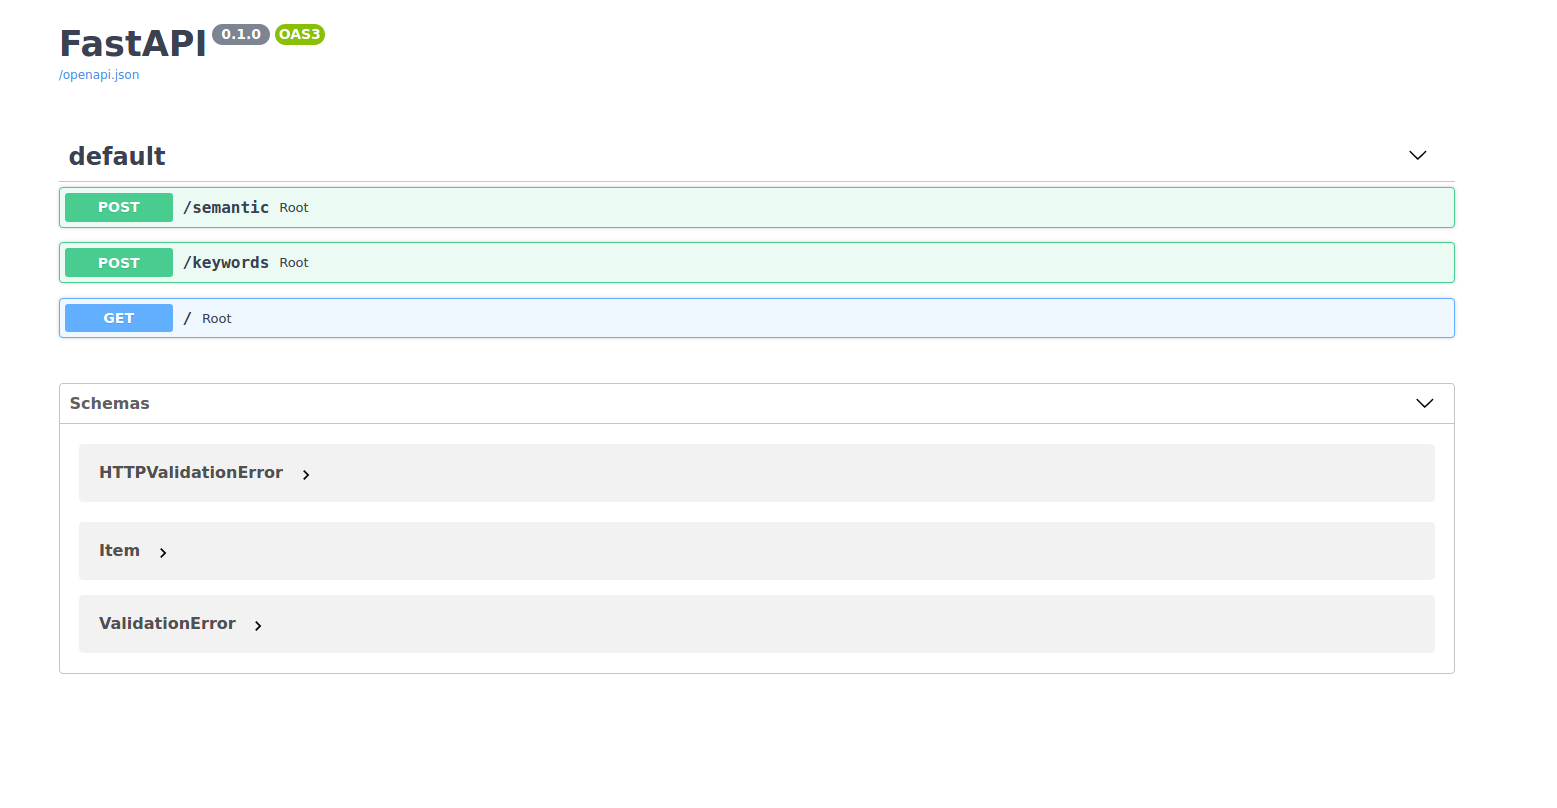 FastAPI 0.1.0 OAS3
/openapi.json
default
POST /semantic Root
POST /keywords Root
GET / Root
Schemas
HTTPValidationError
Item
ValidationError